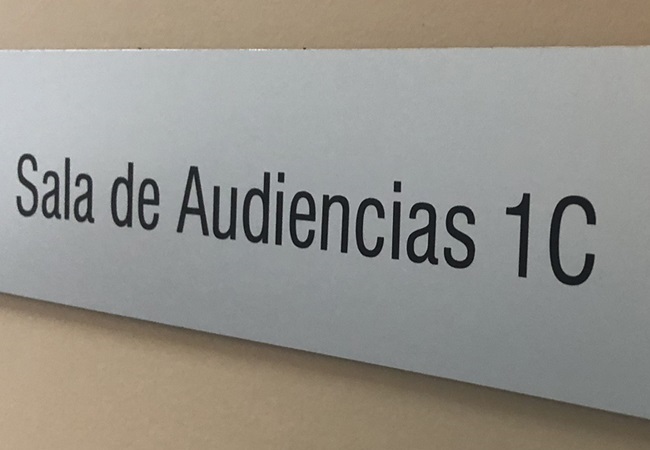 Sala de Audiencias 1C